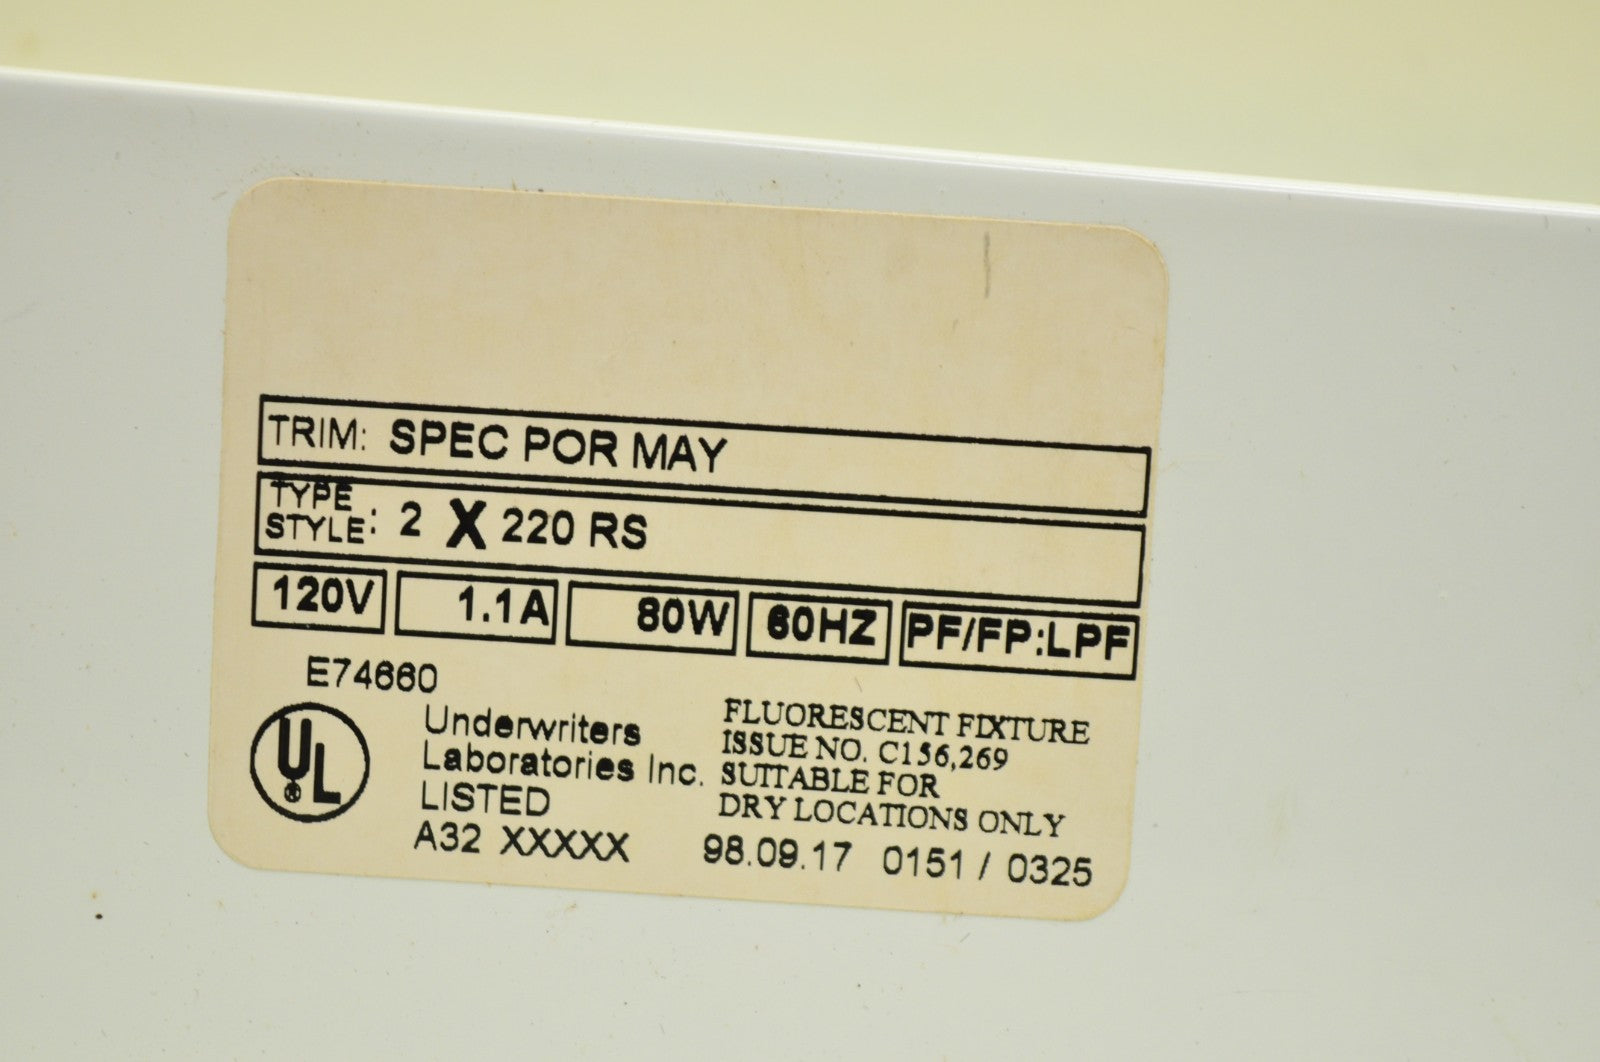 TRIM: SPEC POR MAY
TYPE
STYLE: 2 X 220 RS
120V 1.1A 80W 60HZ PF/FP:LPF
E74660
UL ®
Underwriters
Laboratories Inc.
LISTED
A32 XXXXX
FLUORESCENT FIXTURE
ISSUE NO. C156,269
SUITABLE FOR
DRY LOCATIONS ONLY
98.09.17 0151 / 0325